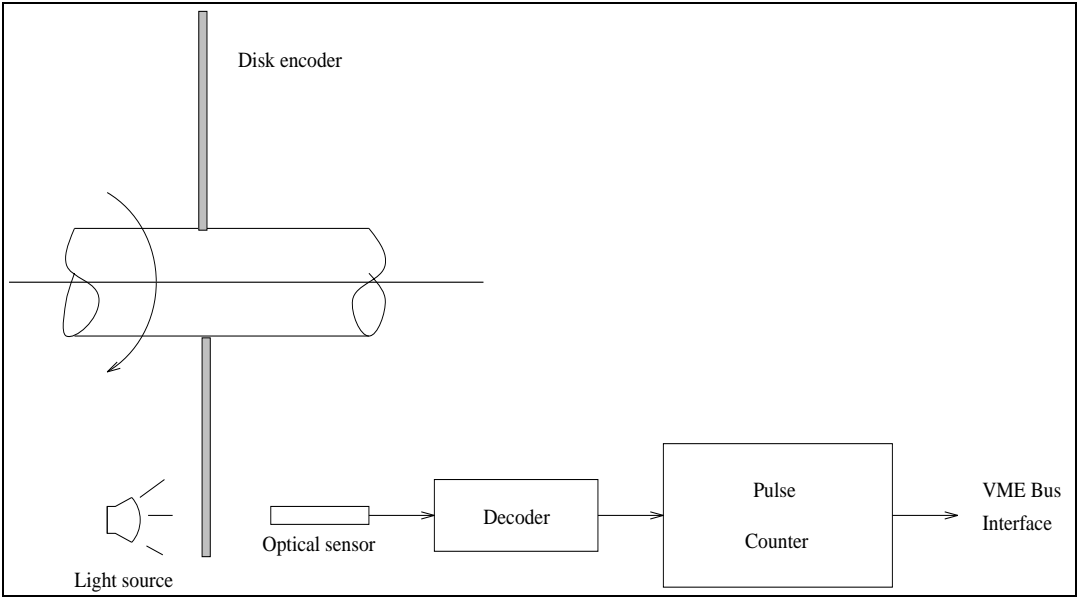 Disk encoder
Light source
Optical sensor
Decoder
Pulse
Counter
VME Bus
Interface